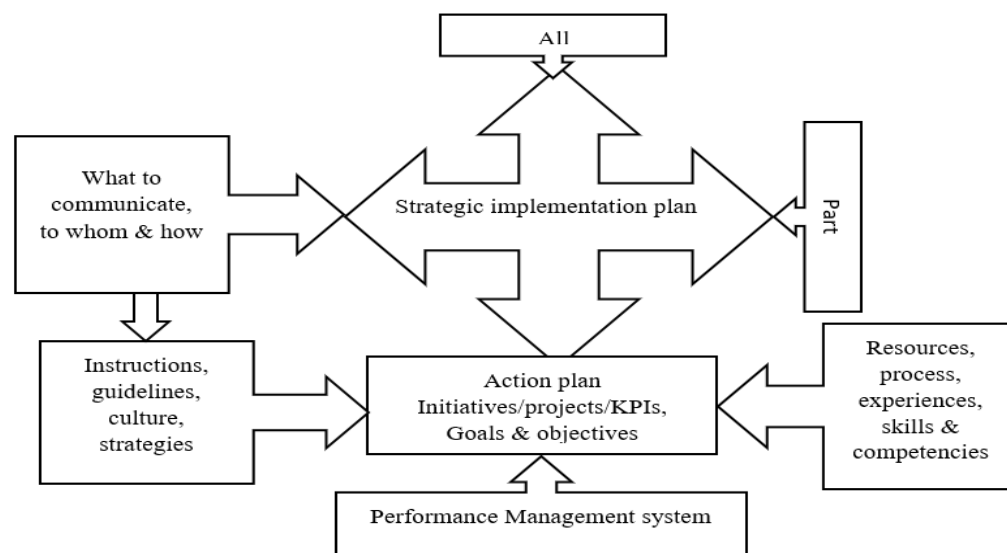 All
What to
communicate,
to whom & how
Strategic implementation plan
Part
Instructions,
guidelines,
culture,
strategies
Action plan
Initiatives/projects/KPIs,
Goals & objectives
Resources,
process,
experiences,
skills &
competencies
Performance Management system